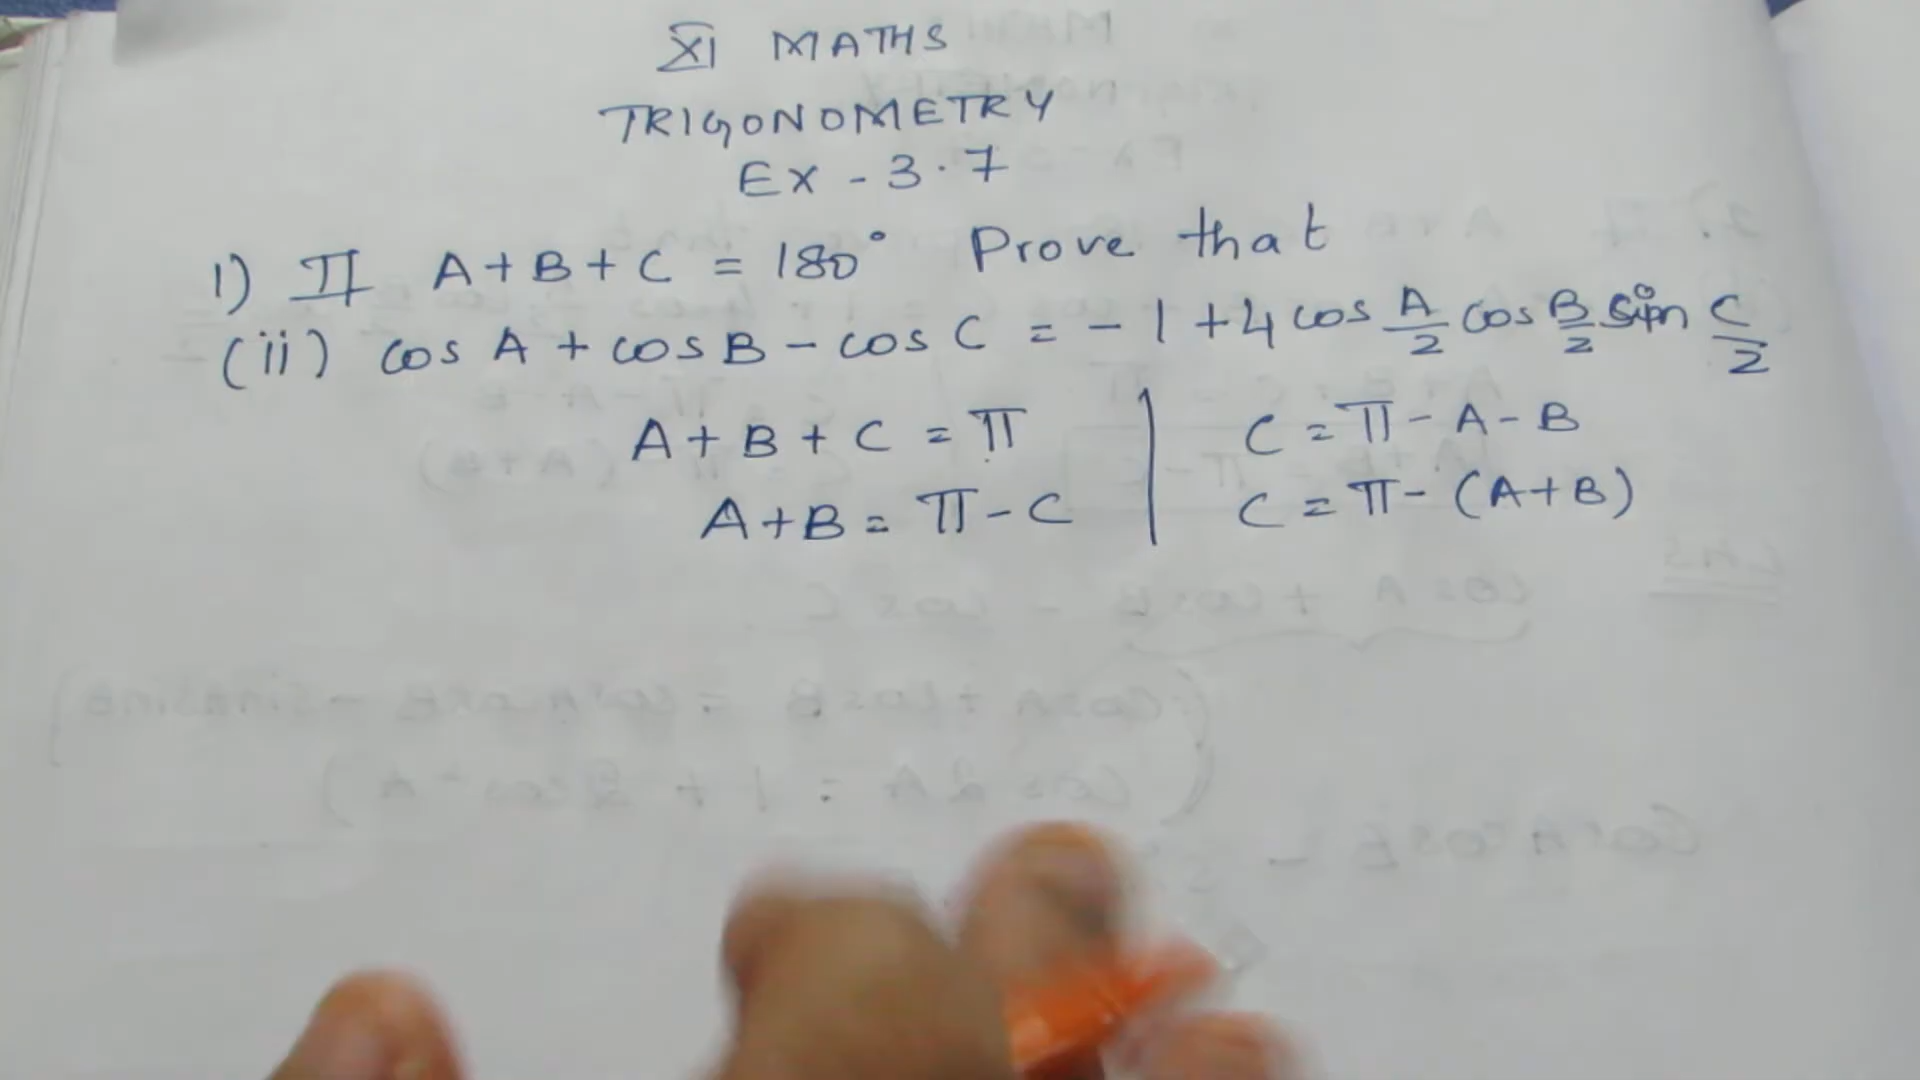 XI MATHS
TRIGONOMETRY
EX - 3.7
1) If A+B+C = 180° Prove that
(ii) cos A + cos B - cos C = -1 + 4 cos A/2 cos B/2 sin C/2
A+B+C = π | C = π - A - B
A+B = π - C | C = π - (A+B)